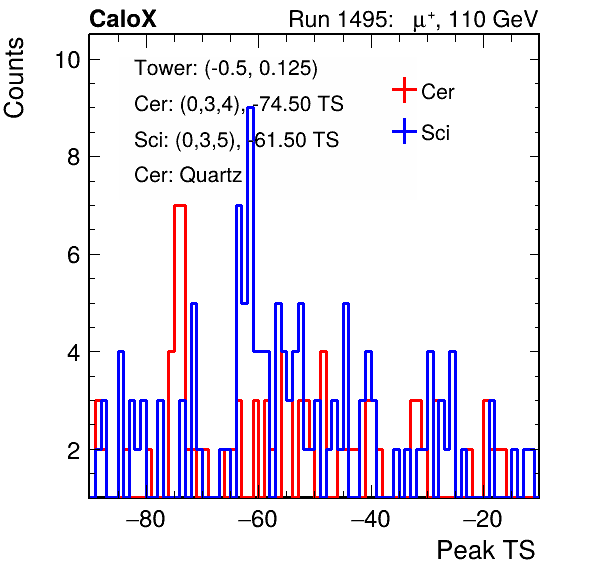 CaloX Run 1495: μ⁺, 110 GeV
Counts
Tower: (-0.5, 0.125)
Cer: (0,3,4), -74.50 TS
Sci: (0,3,5), -61.50 TS
Cer: Quartz
Cer
Sci
10
8
6
4
2
−80 −60 −40 −20
Peak TS